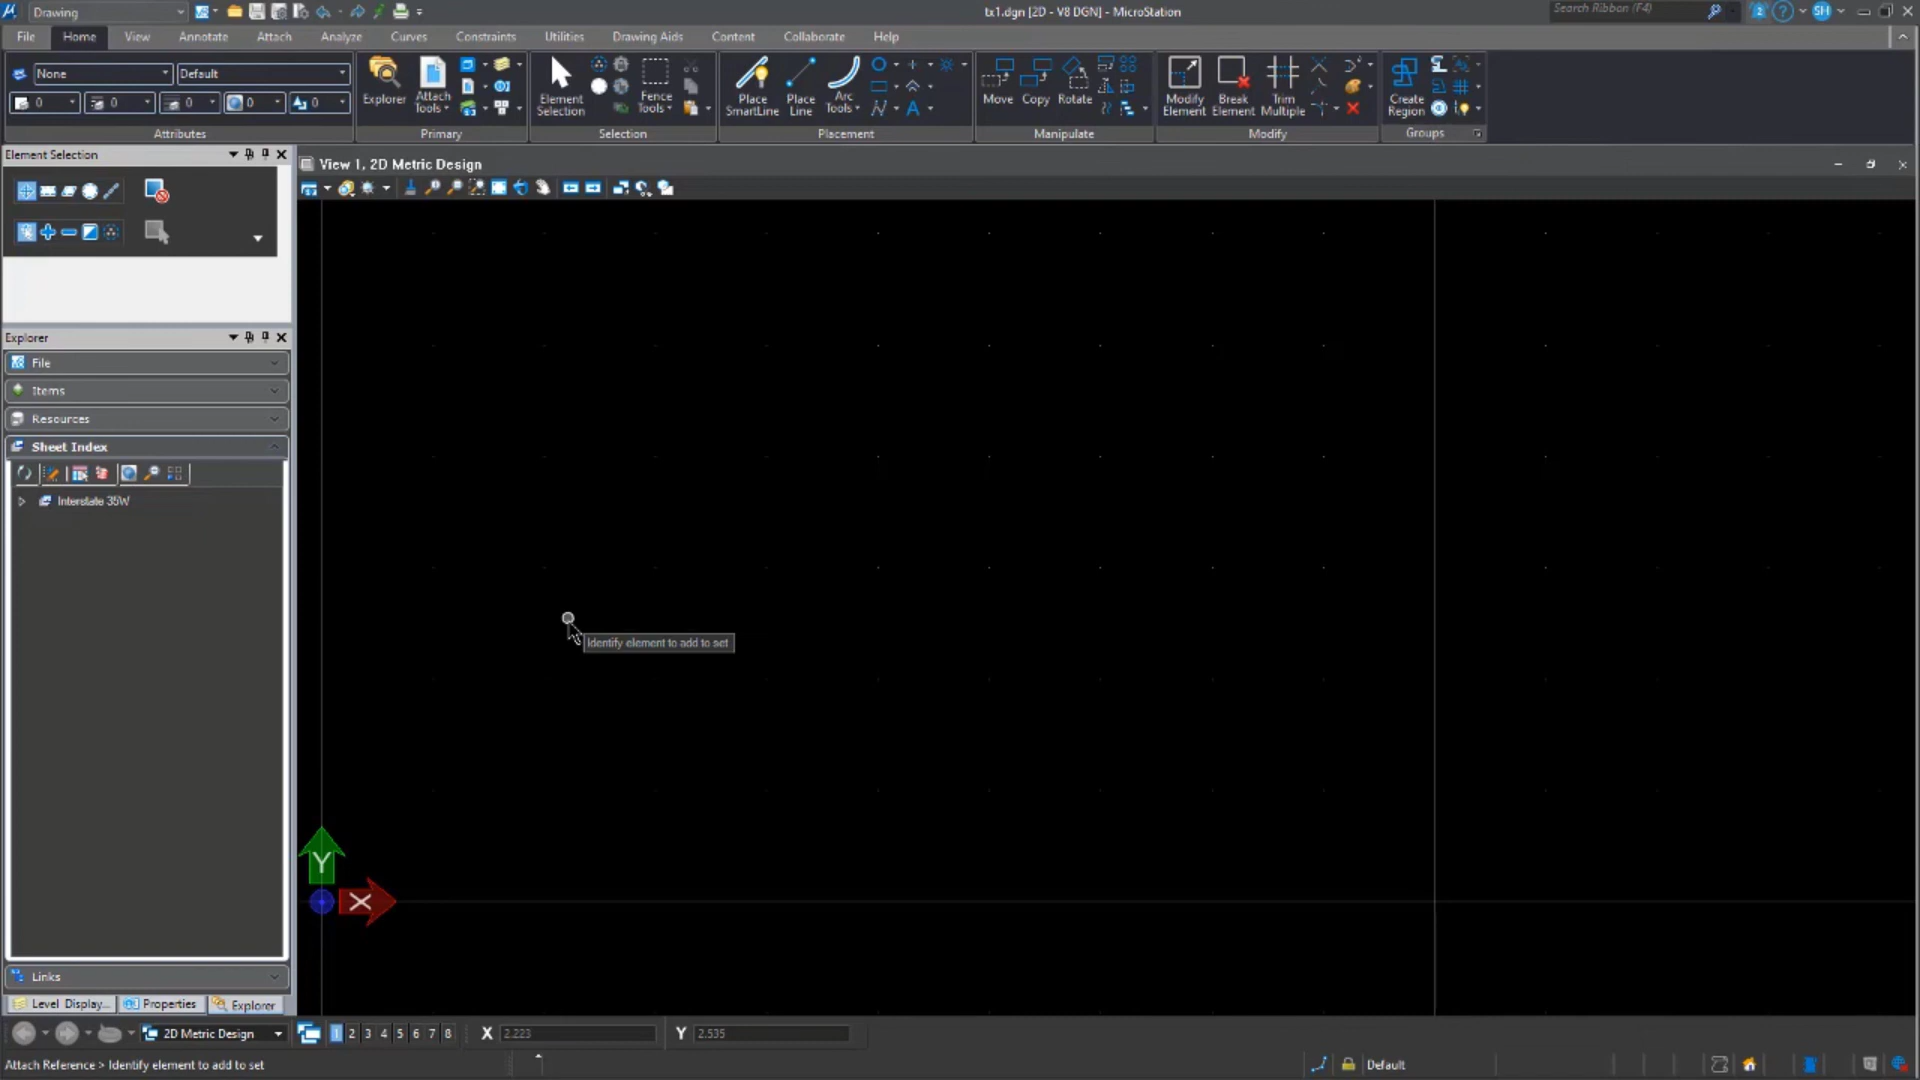 Drawing
tx1.dgn [2D - V8 DGN] - MicroStation
Search Ribbon (F4)
2
?
SH
File Home View Annotate Attach Analyze Curves Constraints Utilities Drawing Aids Content Collaborate Help
None Default
0 0 0 0 0
Attributes
Explorer
Attach
Tools
Primary
Element
Selection
Fence
Tools
Selection
Place
SmartLine
Place
Line
Arc
Tools
Placement
Move Copy Rotate
Manipulate
Modify
Element
Break
Element
Trim
Multiple
Modify
Create
Region
Groups
Element Selection
View 1, 2D Metric Design
Explorer
File
Items
Resources
Sheet Index
Interstate 35W
Identify element to add to set
Y
X
Links
Level Display... Properties Explorer
2D Metric Design 1 2 3 4 5 6 7 8 X 2.223 Y 2.535
Attach Reference > Identify element to add to set
Default